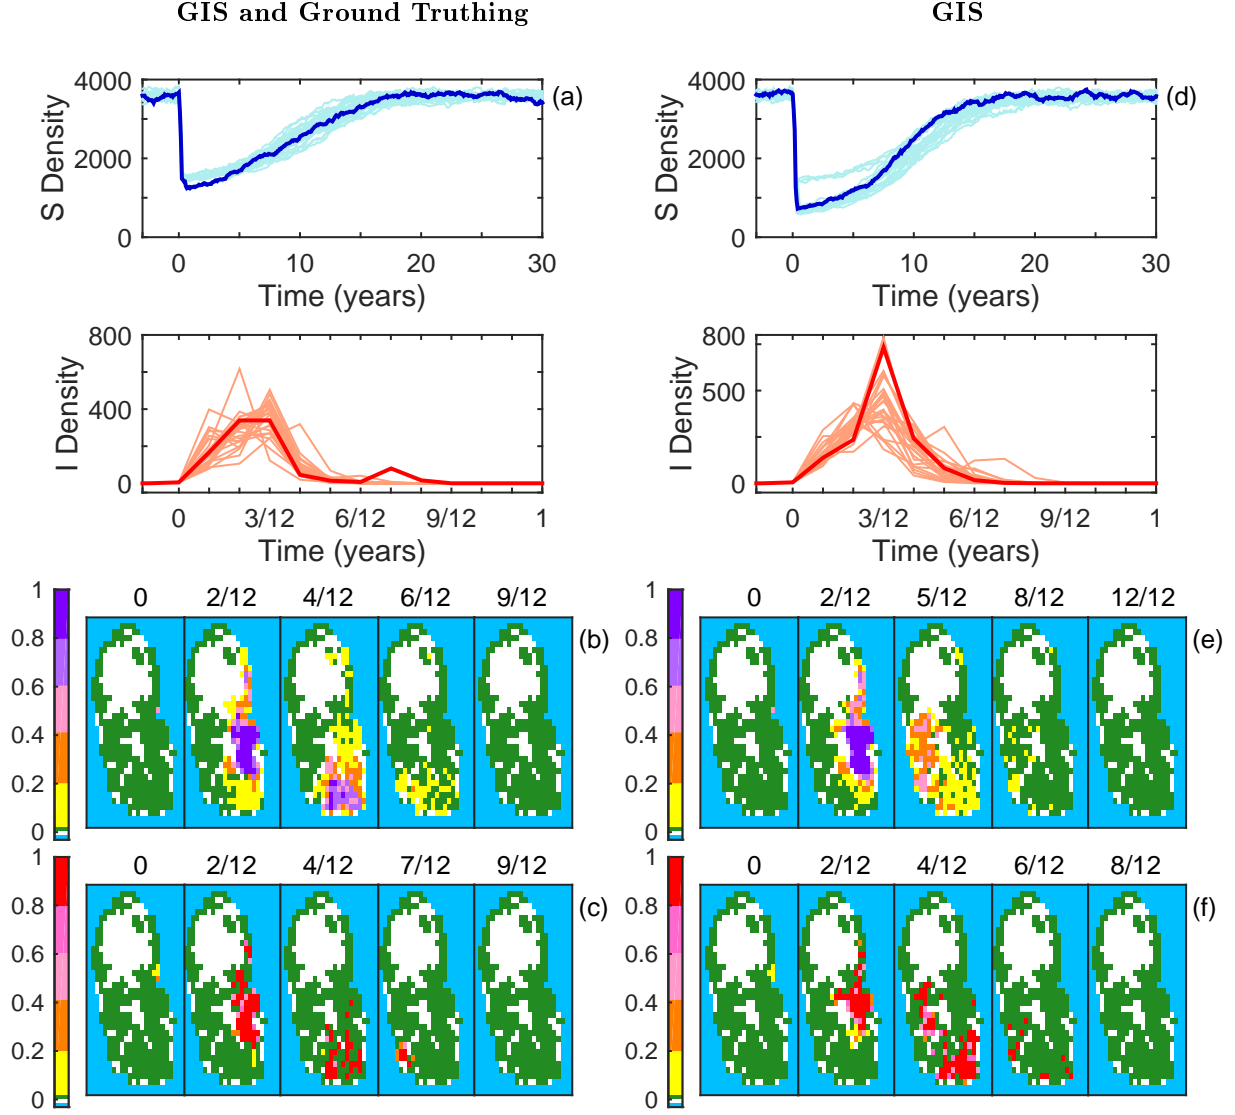 GIS and Ground Truthing
GIS
4000
2000
0
S Density
0 10 20 30
Time (years)
(a)
4000
2000
0
S Density
0 10 20 30
Time (years)
(d)
800
400
0
I Density
0 3/12 6/12 9/12 1
Time (years)
800
500
0
I Density
0 3/12 6/12 9/12 1
Time (years)
1
0.8
0.6
0.4
0.2
0
0 2/12 4/12 6/12 9/12
(b)
1
0.8
0.6
0.4
0.2
0
0 2/12 5/12 8/12 12/12
(e)
1
0.8
0.6
0.4
0.2
0
0 2/12 4/12 7/12 9/12
(c)
1
0.8
0.6
0.4
0.2
0
0 2/12 4/12 6/12 8/12
(f)